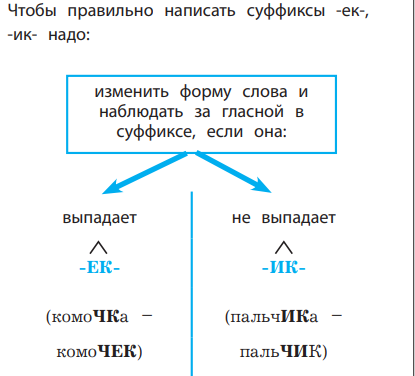 Чтобы правильно написать суффиксы -ек-,
-ик- надо:
изменить форму слова и
наблюдать за гласной в
суффиксе, если она:
выпадает
-ЕК-
(комоЧКа –
комоЧЕК)
не выпадает
-ИК-
(пальчИКа –
пальЧИК)